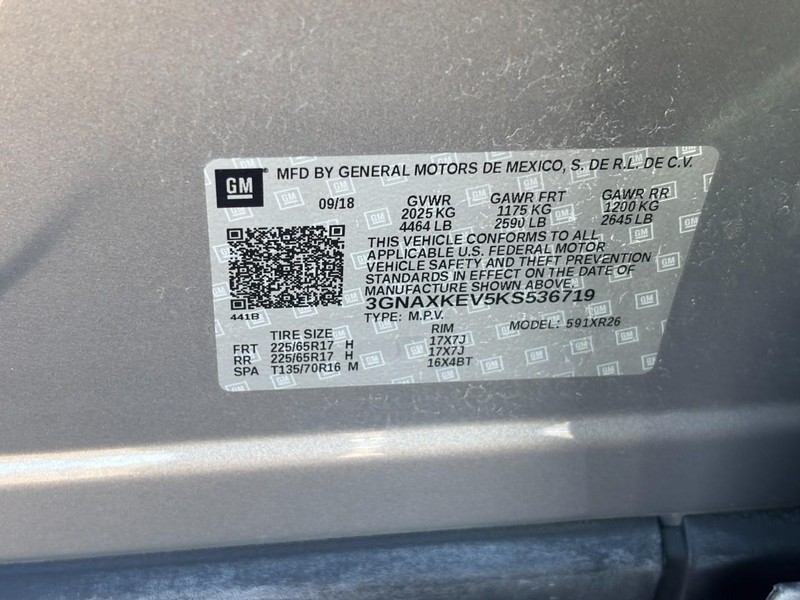 GM MFD BY GENERAL MOTORS DE MEXICO, S. DE R.L. DE C.V.
09/18 GVWR GAWR FRT GAWR RR
2025 KG 1175 KG 1200 KG
4464 LB 2590 LB 2645 LB
THIS VEHICLE CONFORMS TO ALL
APPLICABLE U.S. FEDERAL MOTOR
VEHICLE SAFETY AND THEFT PREVENTION
STANDARDS IN EFFECT ON THE DATE OF
MANUFACTURE SHOWN ABOVE.
3GNAXKEV5KS536719
441B TYPE: M.P.V. MODEL: 591XR26
TIRE SIZE RIM
FRT 225/65R17 H 17X7J
RR 225/65R17 H 17X7J
SPA T135/70R16 M 16X4BT